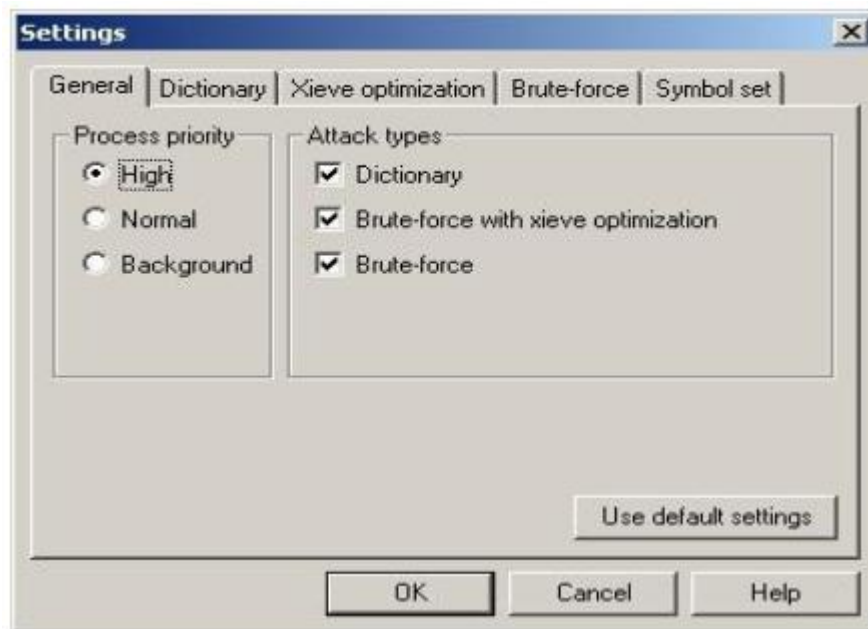 Settings
General Dictionary Xieve optimization Brute-force Symbol set
Process priority
High
Normal
Background
Attack types
Dictionary
Brute-force with xieve optimization
Brute-force
Use default settings
OK Cancel Help